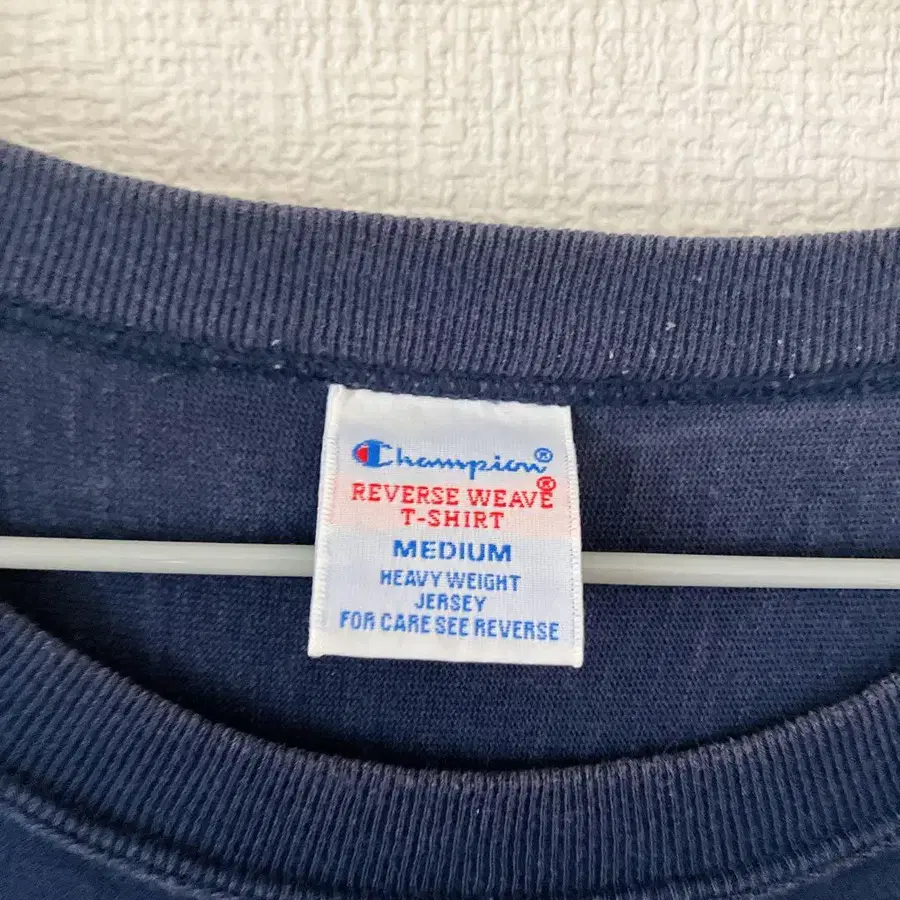 Champion®
REVERSE WEAVE®
T-SHIRT
MEDIUM
HEAVY WEIGHT
JERSEY
FOR CARE SEE REVERSE